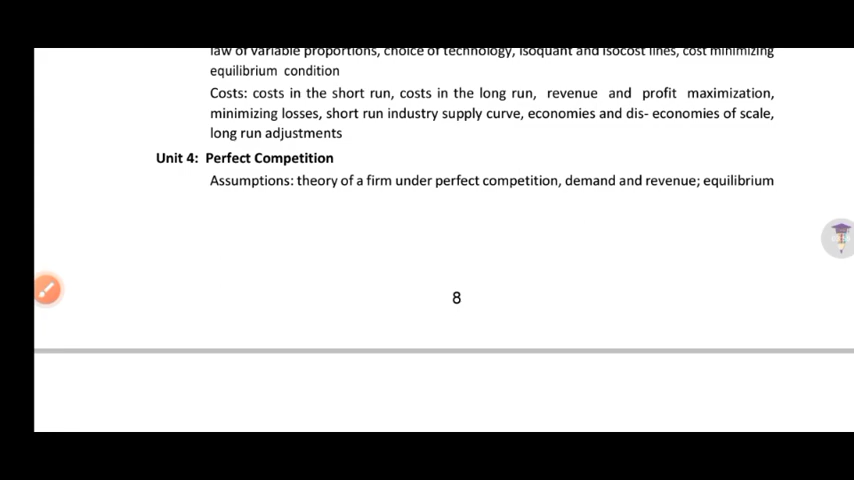 law of variable proportions, choice of technology, isoquant and isocost lines, cost minimizing
equilibrium condition
Costs: costs in the short run, costs in the long run, revenue and profit maximization,
minimizing losses, short run industry supply curve, economies and dis- economies of scale,
long run adjustments
Unit 4: Perfect Competition
Assumptions: theory of a firm under perfect competition, demand and revenue; equilibrium
8